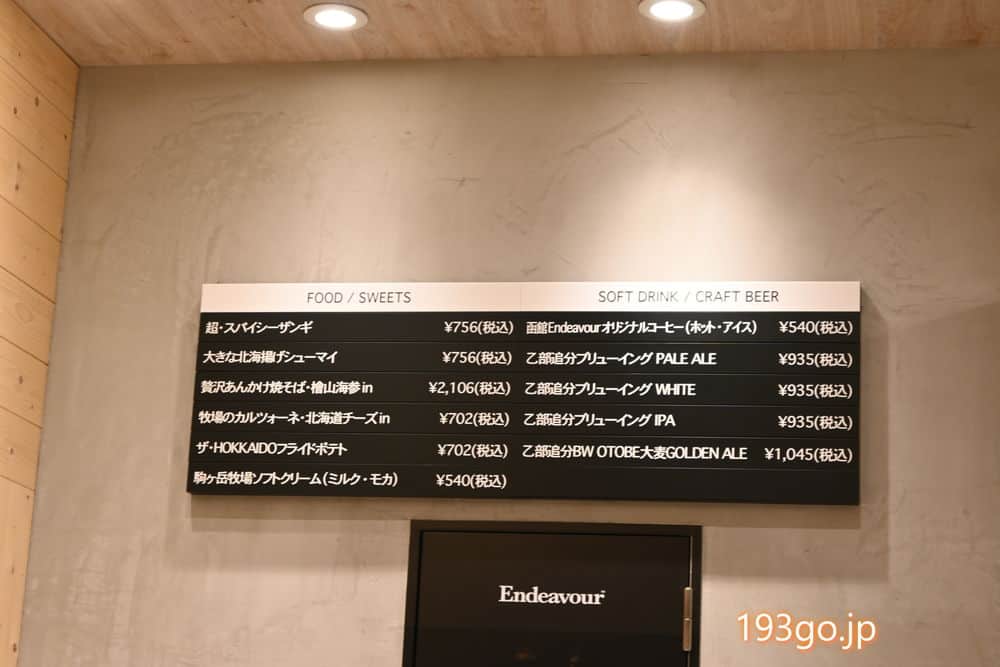 FOOD / SWEETS
超・スパイシーザンギ ¥756(税込)
大きな北海揚げシューマイ ¥756(税込)
贅沢あんかけ焼そば・檜山海参 in ¥2,106(税込)
牧場のカルツォーネ・北海道チーズ in ¥702(税込)
ザ・HOKKAIDOフライドポテト ¥702(税込)
駒ヶ岳牧場ソフトクリーム(ミルク・モカ) ¥540(税込)
SOFT DRINK / CRAFT BEER
函館Endeavourオリジナルコーヒー(ホット・アイス) ¥540(税込)
乙部追分ブリューイング PALE ALE ¥935(税込)
乙部追分ブリューイング WHITE ¥935(税込)
乙部追分ブリューイング IPA ¥935(税込)
乙部追分BW OTOBE大麦GOLDEN ALE ¥1,045(税込)
Endeavour
193go.jp